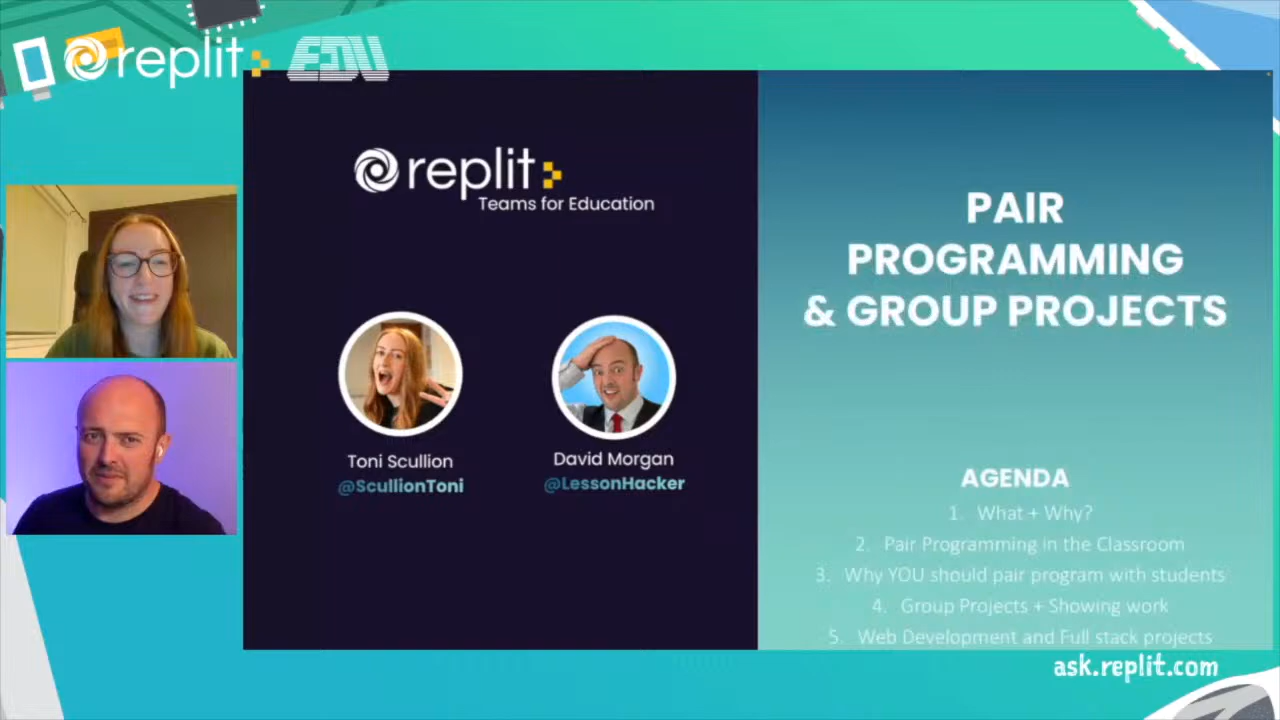 replit EDU
replit
Teams for Education
Toni Scullion
@ScullionToni
David Morgan
@LessonHacker
PAIR
PROGRAMMING
& GROUP PROJECTS
AGENDA
1. What + Why?
2. Pair Programming in the Classroom
3. Why YOU should pair program with students
4. Group Projects + Showing work
5. Web Development and Full stack projects
ask.replit.com